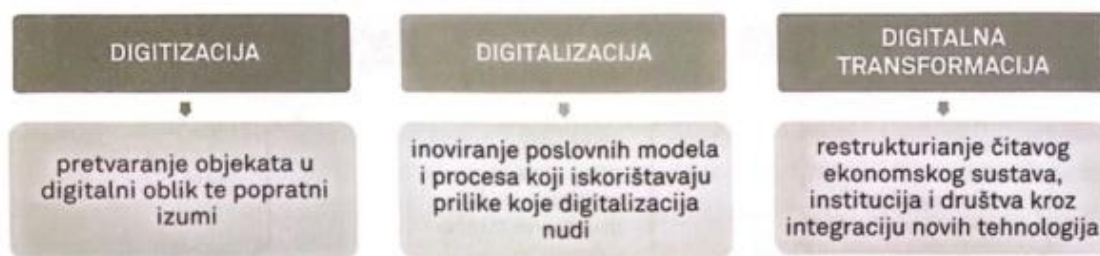 DIGITIZACIJA
pretvaranje objekata u
digitalni oblik te popratni
izumi
DIGITALIZACIJA
inoviranje poslovnih modela
i procesa koji iskorištavaju
prilike koje digitalizacija
nudi
DIGITALNA
TRANSFORMACIJA
restrukturianje čitavog
ekonomskog sustava,
institucija i društva kroz
integraciju novih tehnologija